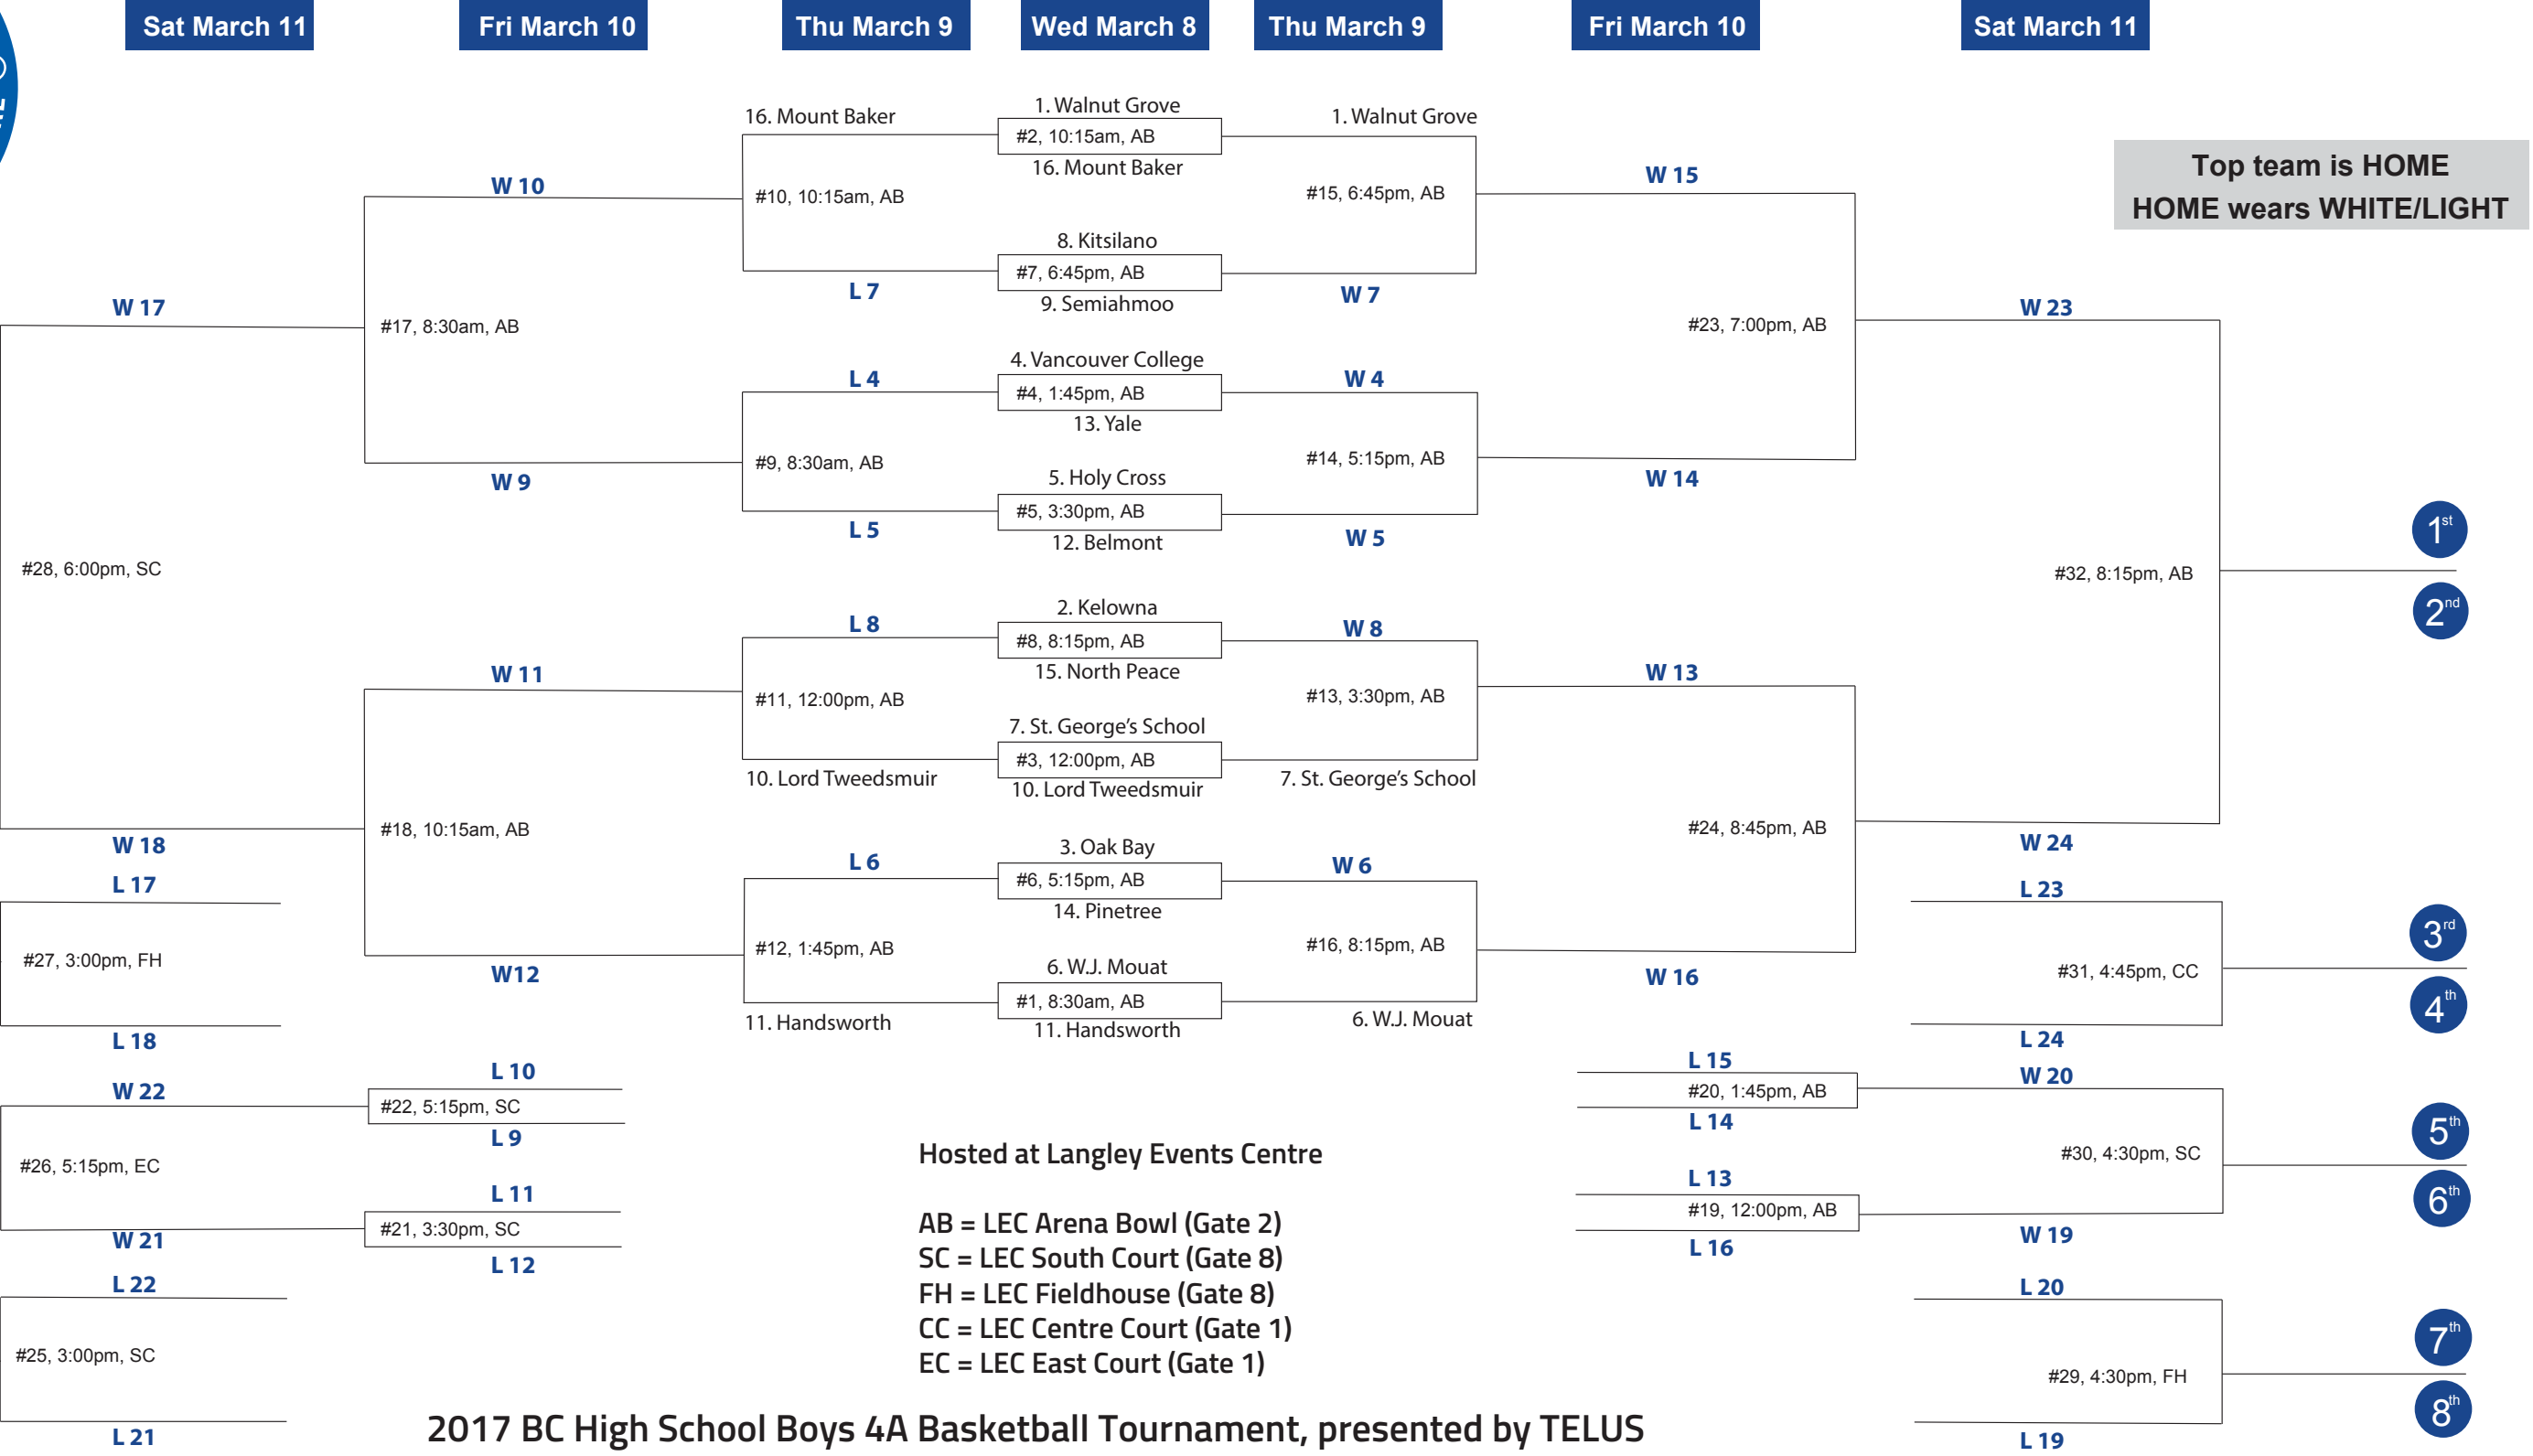 Sat March 11
Fri March 10
Thu March 9
Wed March 8
Thu March 9
Fri March 10
Sat March 11
Top team is HOME
HOME wears WHITE/LIGHT
W 17
#28, 6:00pm, SC
W 18
L 17
#27, 3:00pm, FH
L 18
W 22
#26, 5:15pm, EC
W 21
L 22
#25, 3:00pm, SC
L 21
W 10
#17, 8:30am, AB
W 9
W 11
#18, 10:15am, AB
W12
L 10
#22, 5:15pm, SC
L 9
L 11
#21, 3:30pm, SC
L 12
16. Mount Baker
#10, 10:15am, AB
L 7
L 4
#9, 8:30am, AB
L 5
L 8
#11, 12:00pm, AB
10. Lord Tweedsmuir
L 6
#12, 1:45pm, AB
11. Handsworth
1. Walnut Grove
#2, 10:15am, AB
16. Mount Baker
8. Kitsilano
#7, 6:45pm, AB
9. Semiahmoo
4. Vancouver College
#4, 1:45pm, AB
13. Yale
5. Holy Cross
#5, 3:30pm, AB
12. Belmont
2. Kelowna
#8, 8:15pm, AB
15. North Peace
7. St. George’s School
#3, 12:00pm, AB
10. Lord Tweedsmuir
3. Oak Bay
#6, 5:15pm, AB
14. Pinetree
6. W.J. Mouat
#1, 8:30am, AB
11. Handsworth
1. Walnut Grove
#15, 6:45pm, AB
W 7
W 4
#14, 5:15pm, AB
W 5
W 8
#13, 3:30pm, AB
7. St. George’s School
W 6
#16, 8:15pm, AB
6. W.J. Mouat
W 15
#23, 7:00pm, AB
W 14
W 13
#24, 8:45pm, AB
W 16
L 15
#20, 1:45pm, AB
L 14
L 13
#19, 12:00pm, AB
L 16
W 23
#32, 8:15pm, AB
W 24
L 23
#31, 4:45pm, CC
L 24
W 20
#30, 4:30pm, SC
W 19
L 20
#29, 4:30pm, FH
L 19
1st
2nd
3rd
4th
5th
6th
7th
8th
Hosted at Langley Events Centre
AB = LEC Arena Bowl (Gate 2)
SC = LEC South Court (Gate 8)
FH = LEC Fieldhouse (Gate 8)
CC = LEC Centre Court (Gate 1)
EC = LEC East Court (Gate 1)
2017 BC High School Boys 4A Basketball Tournament, presented by TELUS